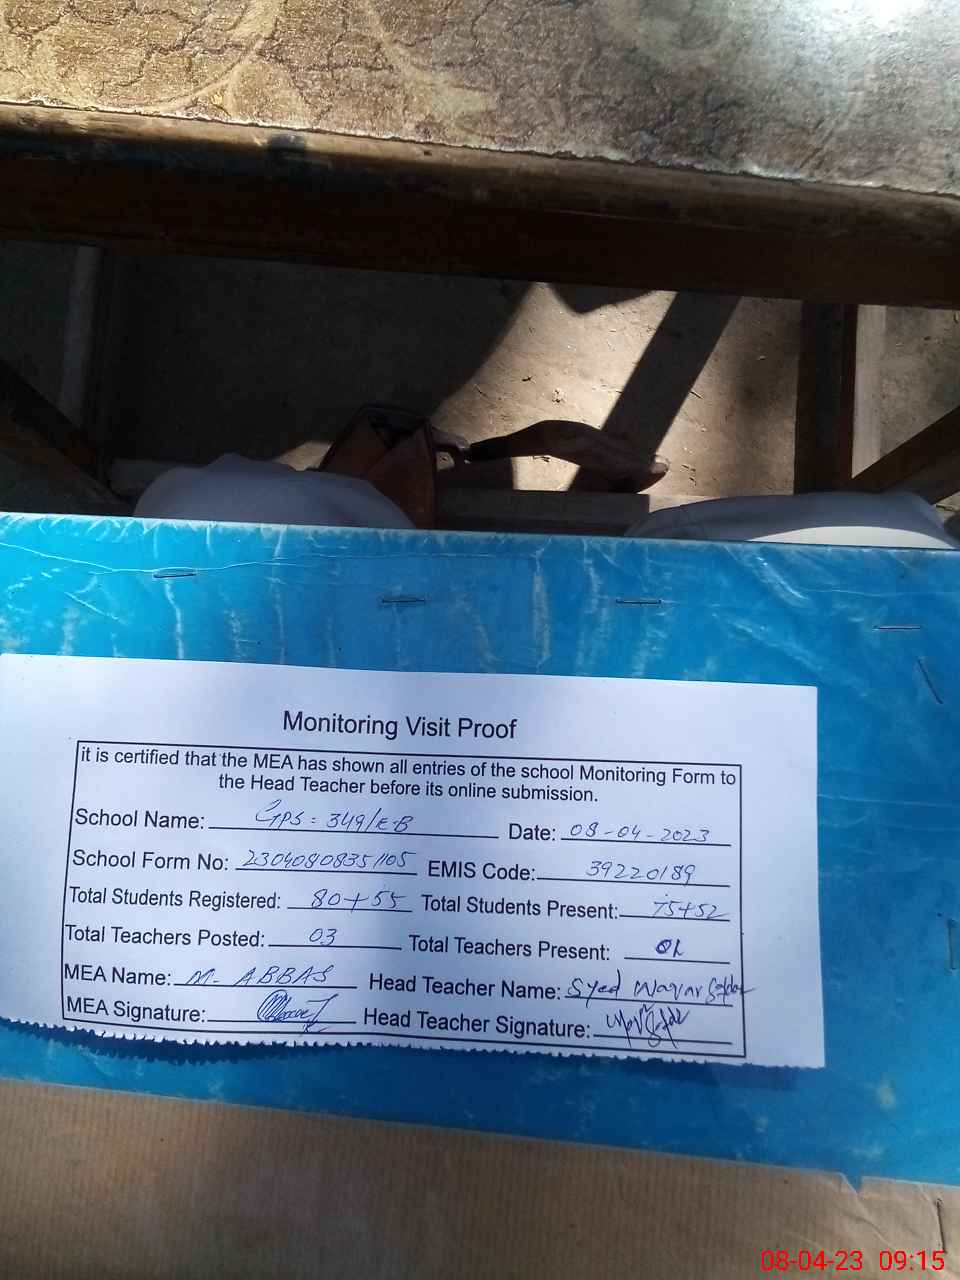 Monitoring Visit Proof
it is certified that the MEA has shown all entries of the school Monitoring Form to
the Head Teacher before its online submission.
School Name: GPS = 349/E-B Date: 08-04-2023
School Form No: 23040808351105 EMIS Code: 39220189
Total Students Registered: 80+55 Total Students Present: 75+52
Total Teachers Posted: 03 Total Teachers Present:
MEA Name: M- ABBAS Head Teacher Name: Syed Waqar
MEA Signature: Head Teacher Signature:
08-04-23 09:15